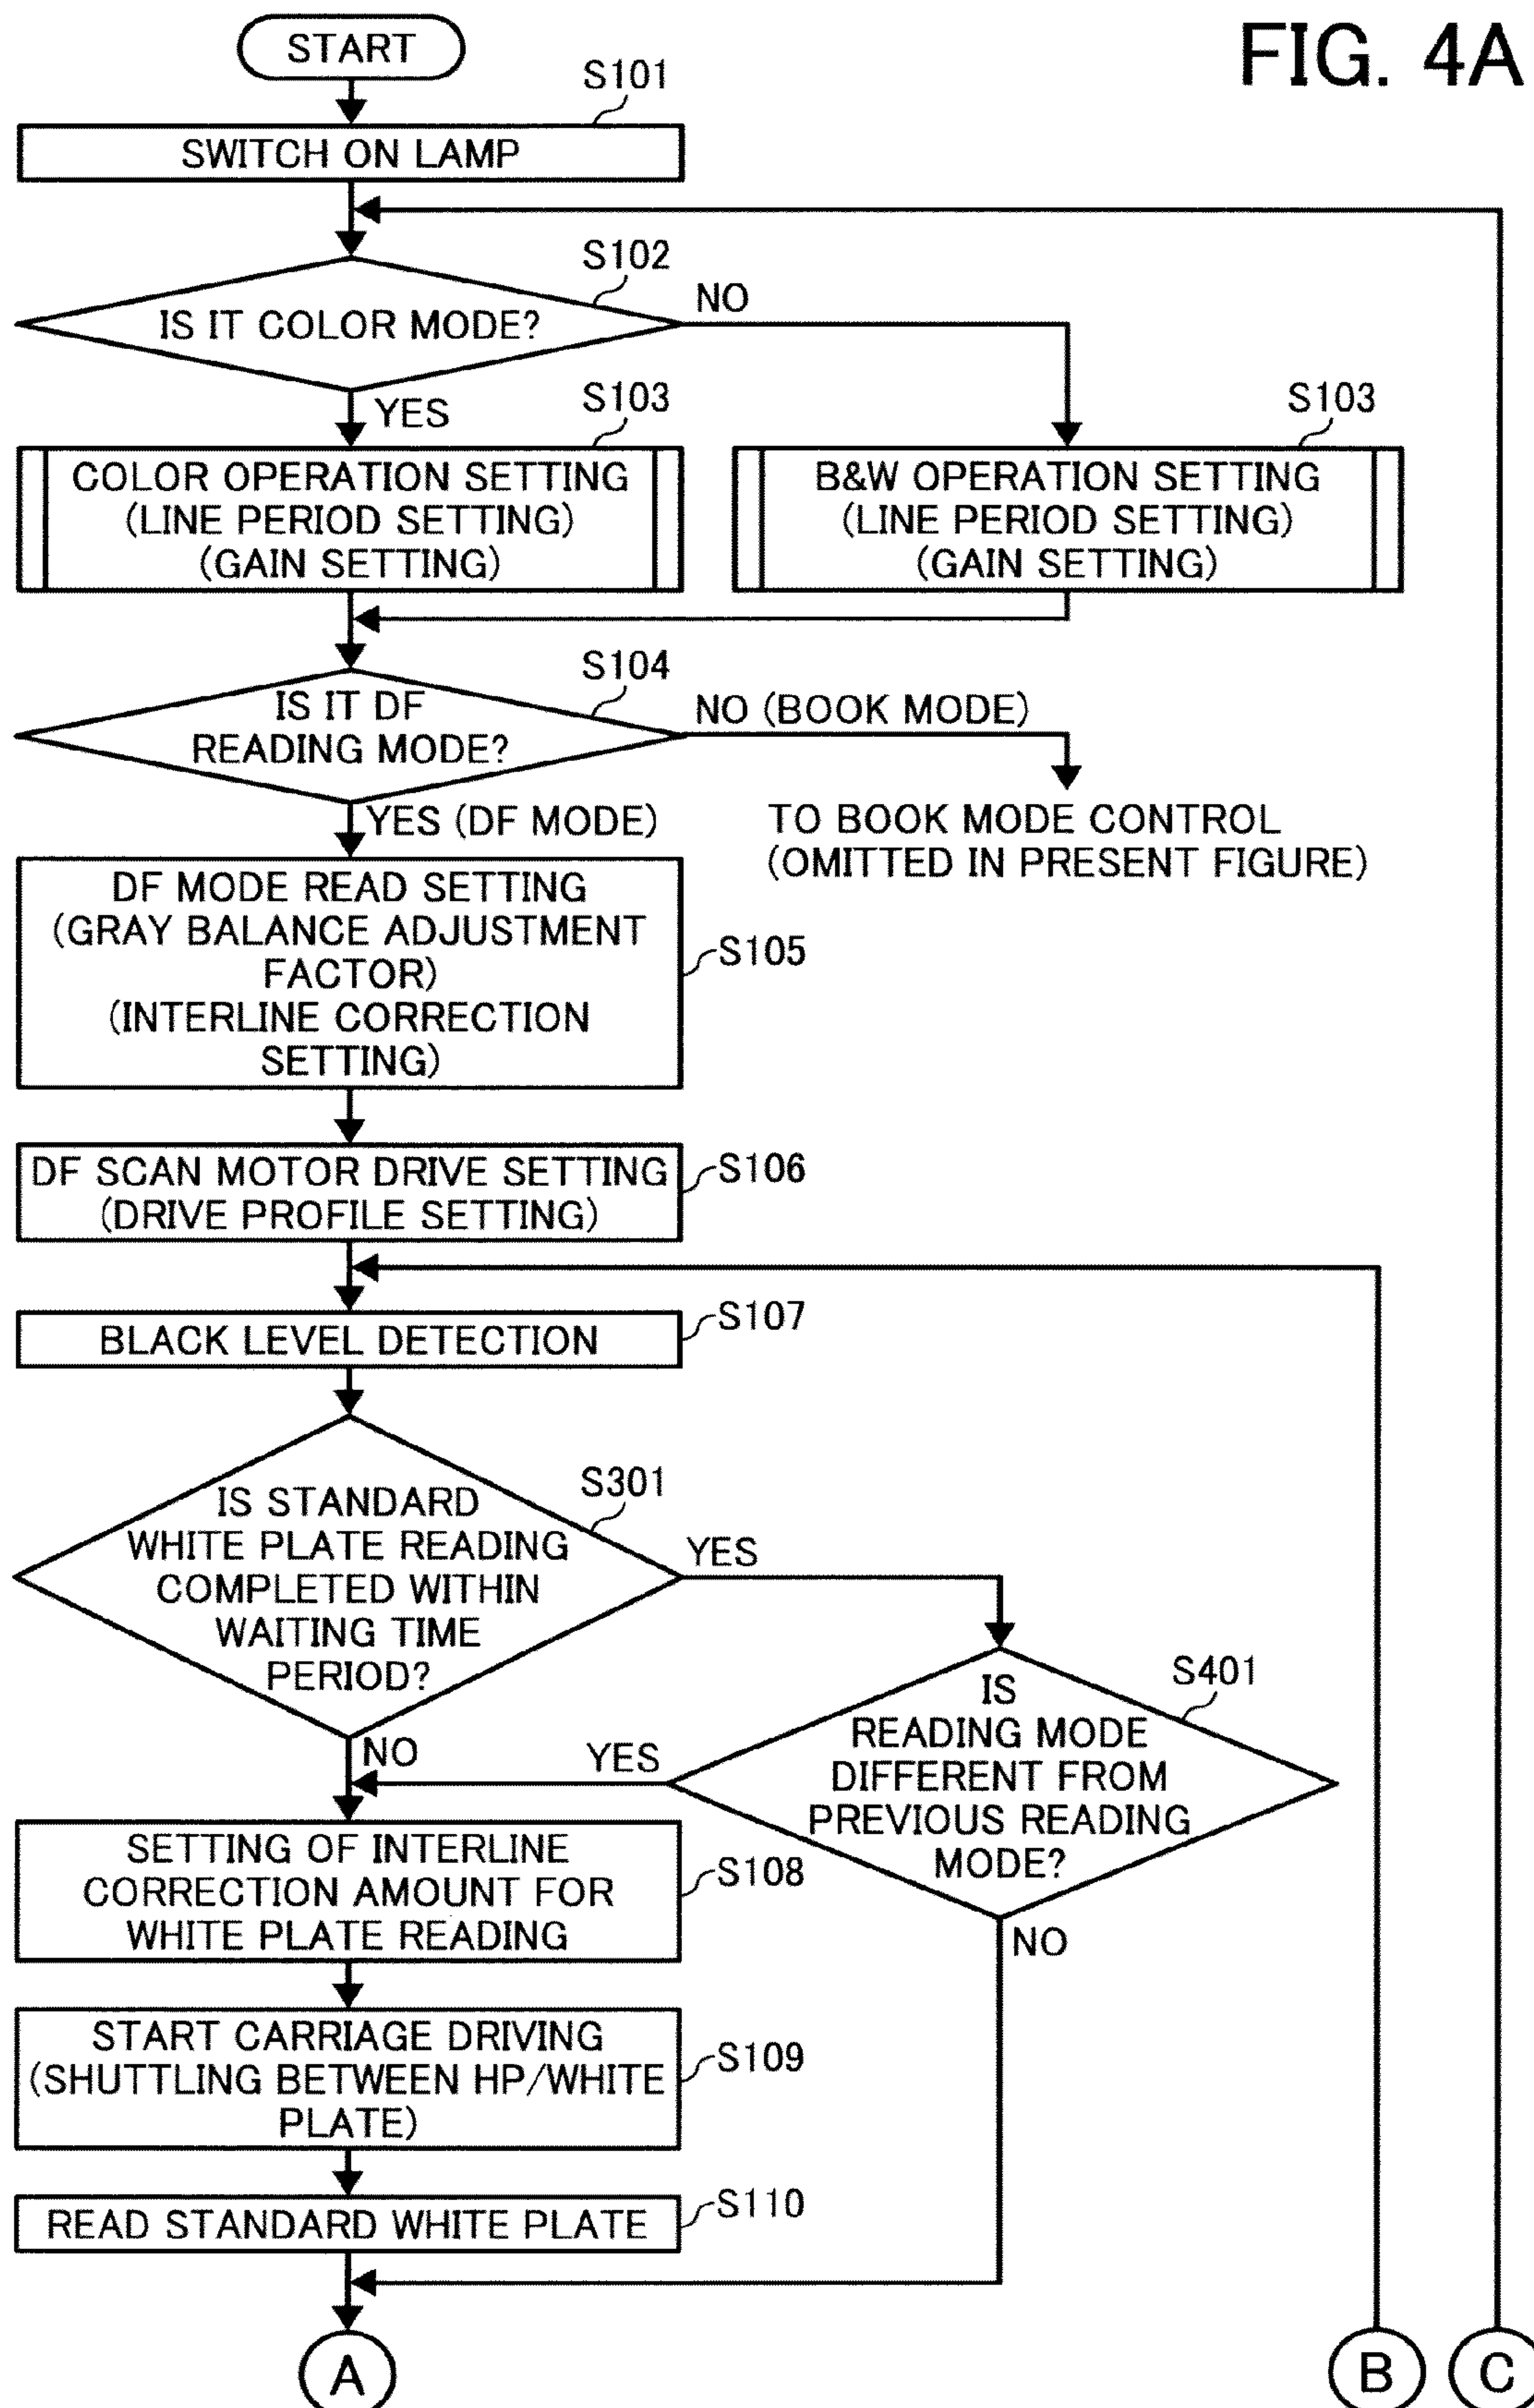 FIG. 4A
START
S101
SWITCH ON LAMP
S102
IS IT COLOR MODE?
NO
YES
S103
COLOR OPERATION SETTING
(LINE PERIOD SETTING)
(GAIN SETTING)
S103
B&W OPERATION SETTING
(LINE PERIOD SETTING)
(GAIN SETTING)
S104
IS IT DF
READING MODE?
NO (BOOK MODE)
YES (DF MODE)
TO BOOK MODE CONTROL
(OMITTED IN PRESENT FIGURE)
DF MODE READ SETTING
(GRAY BALANCE ADJUSTMENT
FACTOR)
(INTERLINE CORRECTION
SETTING)
S105
DF SCAN MOTOR DRIVE SETTING
(DRIVE PROFILE SETTING)
S106
BLACK LEVEL DETECTION
S107
S301
IS STANDARD
WHITE PLATE READING
COMPLETED WITHIN
WAITING TIME
PERIOD?
YES
NO
S401
IS
READING MODE
DIFFERENT FROM
PREVIOUS READING
MODE?
YES
NO
SETTING OF INTERLINE
CORRECTION AMOUNT FOR
WHITE PLATE READING
S108
START CARRIAGE DRIVING
(SHUTTLING BETWEEN HP/WHITE
PLATE)
S109
READ STANDARD WHITE PLATE
S110
A
B
C